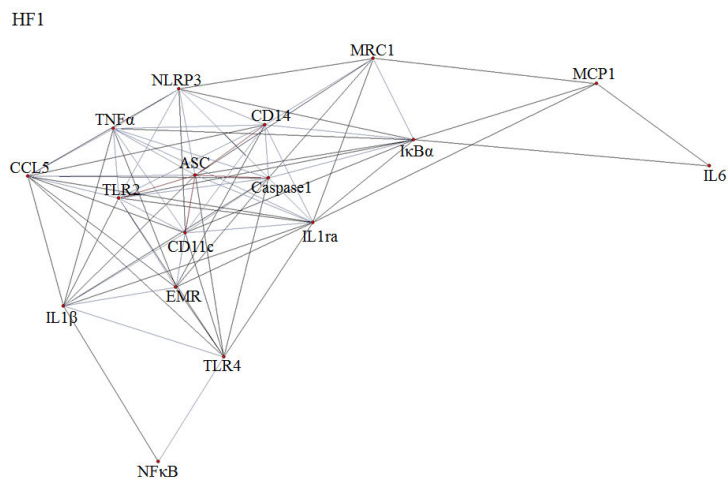 HF1
MRC1
NLRP3
MCP1
TNFα
CD14
IκBα
CCL5
ASC
IL6
TLR2
Caspase1
IL1ra
CD11c
EMR
IL1β
TLR4
NFκB